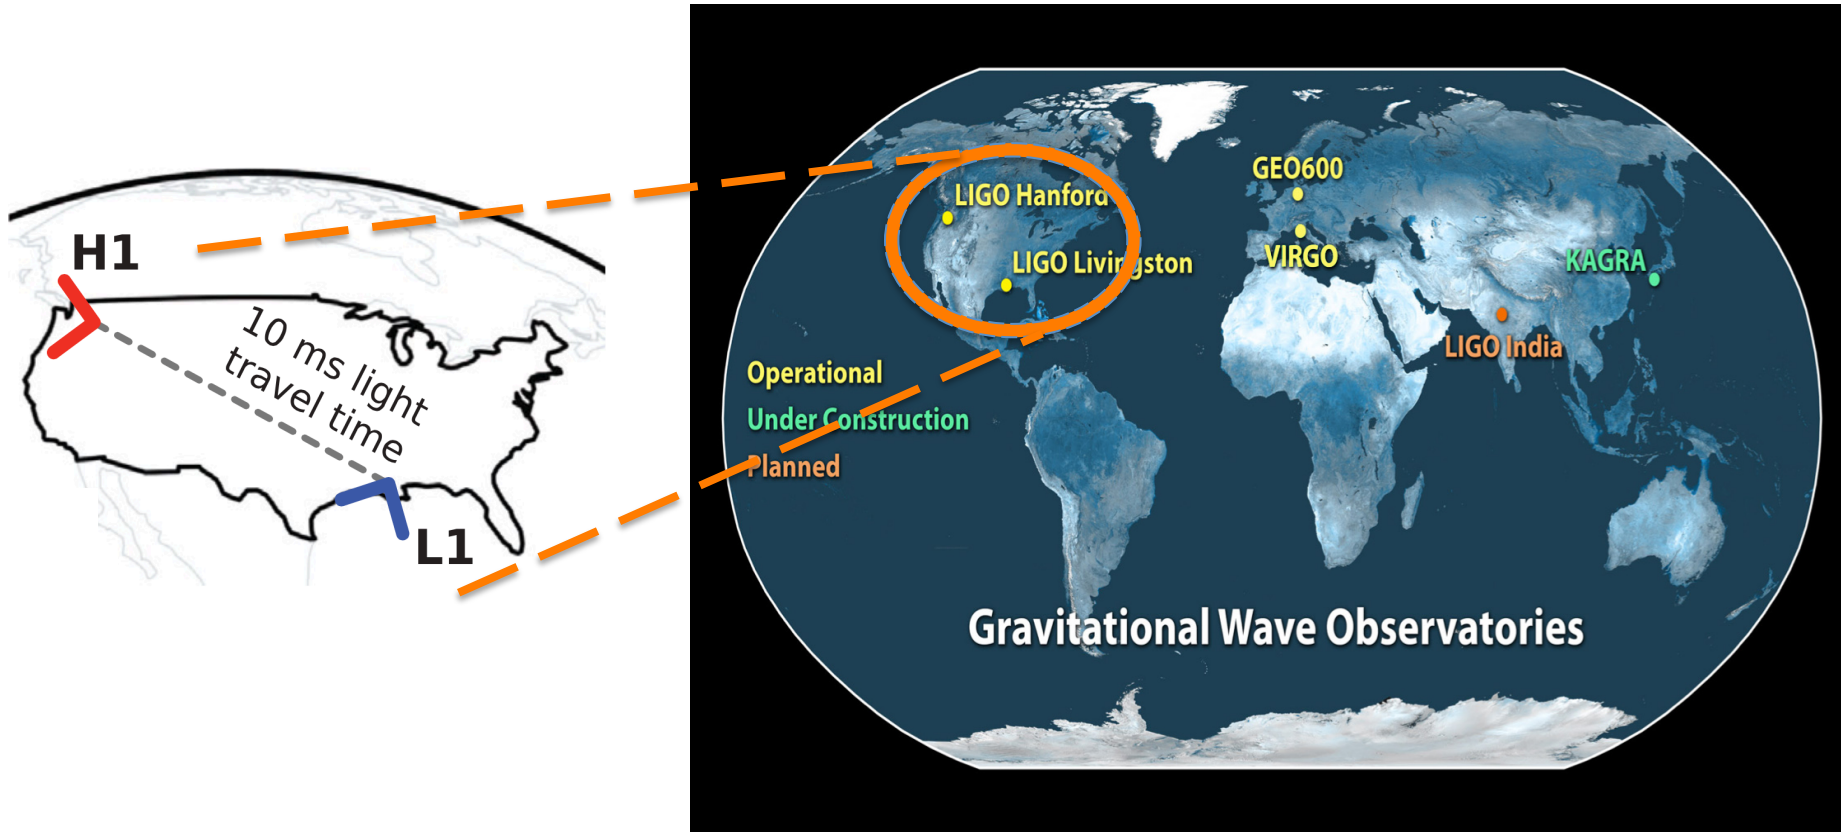 H1
10 ms light
travel time
L1
LIGO Hanford
LIGO Livingston
GEO600
VIRGO
KAGRA
LIGO India
Operational
Under Construction
Planned
Gravitational Wave Observatories